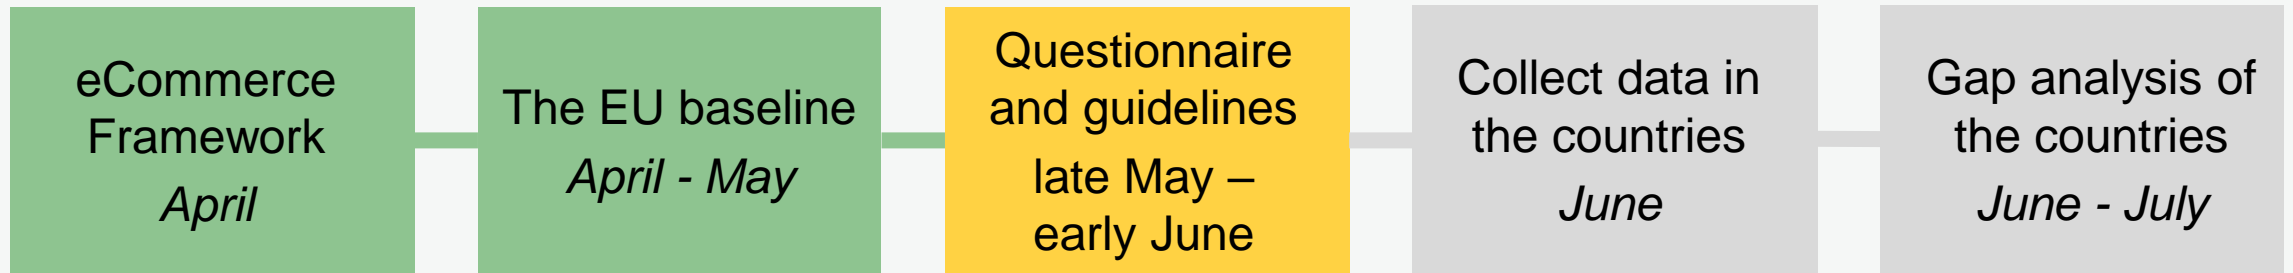 eCommerce
Framework
April
The EU baseline
April - May
Questionnaire
and guidelines
late May –
early June
Collect data in
the countries
June
Gap analysis of
the countries
June - July